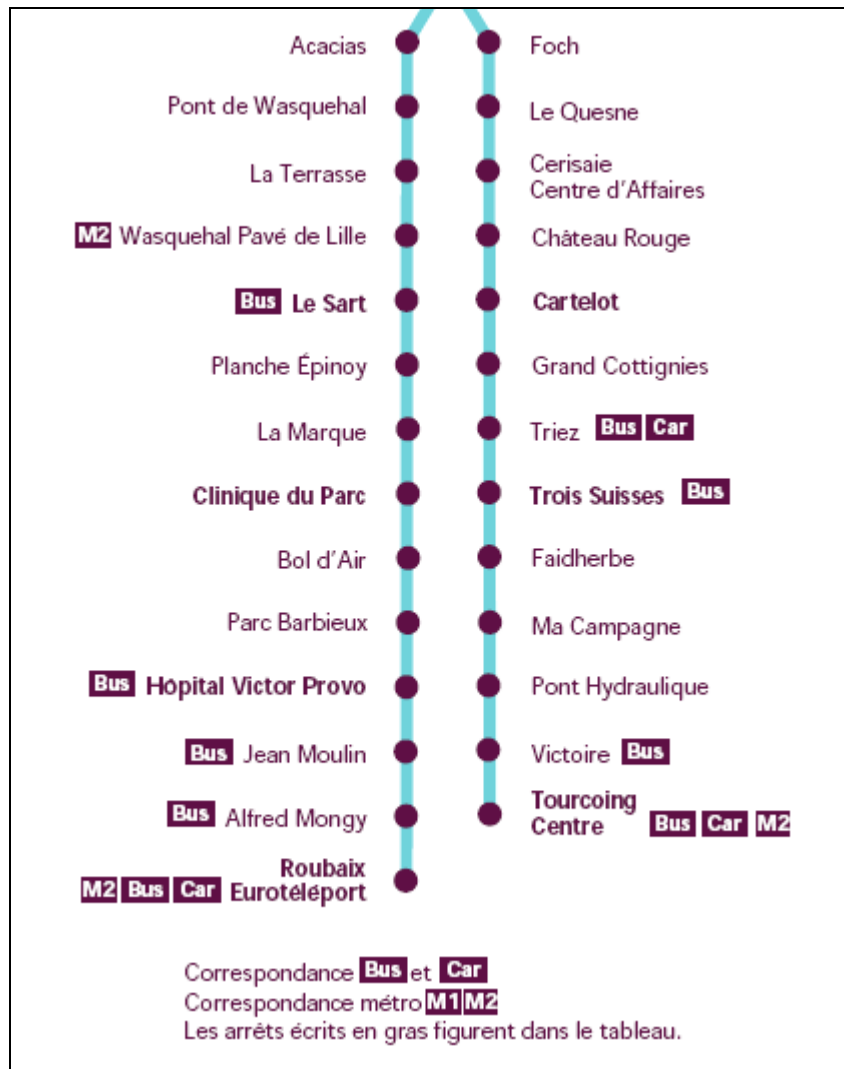 Acacias
Foch
Pont de Wasquehal
Le Quesne
La Terrasse
Cerisaie
Centre d'Affaires
M2 Wasquehal Pavé de Lille
Château Rouge
Bus Le Sart
Cartelot
Planche Épinoy
Grand Cottignies
La Marque
Triez Bus Car
Clinique du Parc
Trois Suisses Bus
Bol d'Air
Faidherbe
Parc Barbieux
Ma Campagne
Bus Hôpital Victor Provo
Pont Hydraulique
Bus Jean Moulin
Victoire Bus
Bus Alfred Mongy
Tourcoing
Centre Bus Car M2
Roubaix
M2 Bus Car Eurotéléport
Correspondance Bus et Car
Correspondance métro M1 M2
Les arrêts écrits en gras figurent dans le tableau.